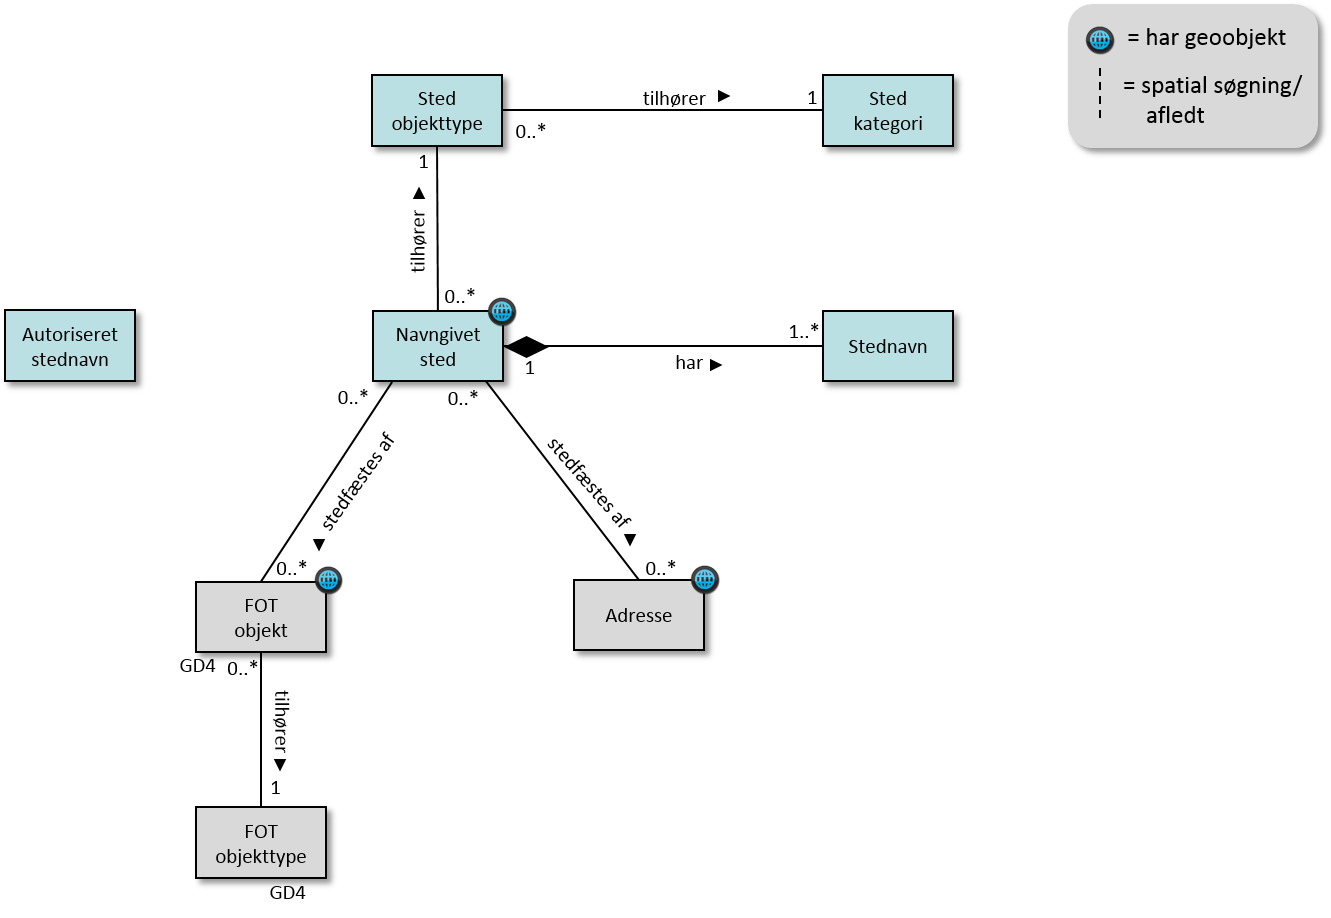 = har geoobjekt
= spatial søgning/
afledt
Sted
objekttype
tilhører ►
1
0..*
Sted
kategori
1
tilhører ►
0..*
Autoriseret
stednavn
Navngivet
sted
1
har ►
1..*
Stednavn
0..*
0..*
◄ stedfæstes af
stedfæstes af ►
0..*
0..*
FOT
objekt
Adresse
GD4
0..*
tilhører ►
1
FOT
objekttype
GD4